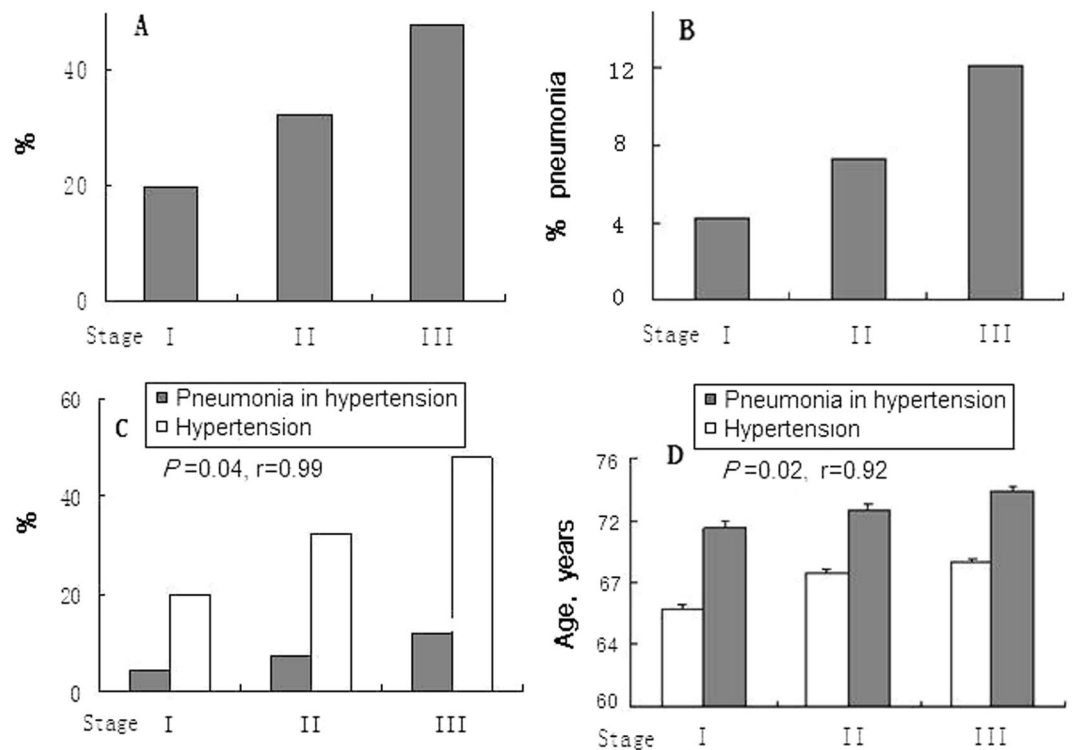 A
%
40
20
0
Stage I II III
B
% pneumonia
12
8
4
0
Stage I II III
C
Pneumonia in hypertension
Hypertension
P=0.04, r=0.99
%
60
40
20
0
Stage I II III
D
Pneumonia in hypertension
Hypertension
P=0.02, r=0.92
Age, years
76
72
67
64
60
Stage I II III